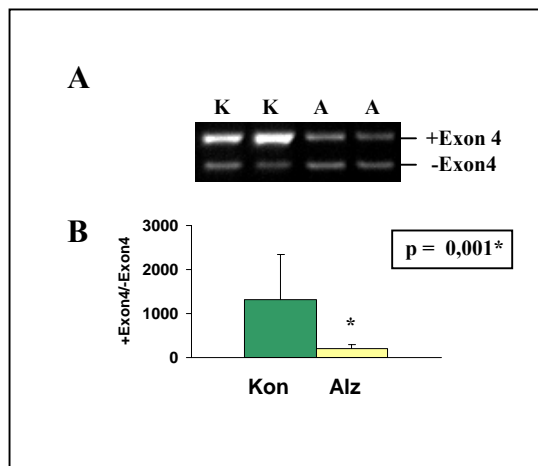 A
K K A A
+Exon 4
-Exon4
B
+Exon4/-Exon4
3000
2000
1000
0
p = 0,001*
*
Kon Alz